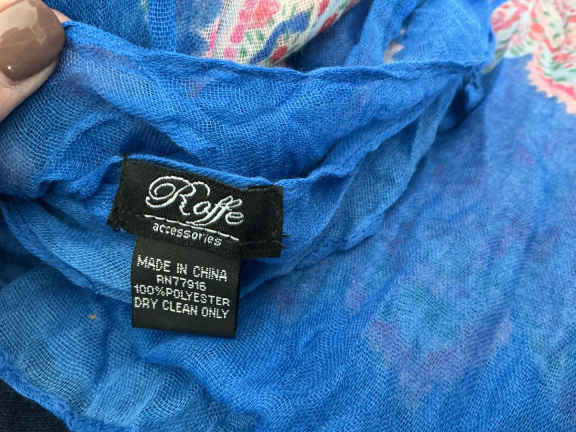 Roffe
accessories
MADE IN CHINA
RN77916
100%POLYESTER
DRY CLEAN ONLY